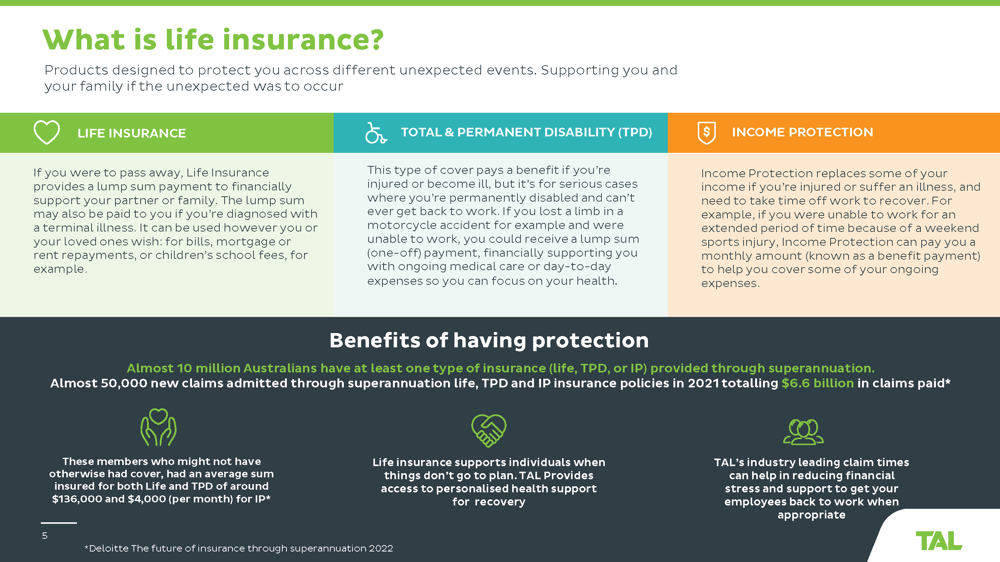 What is life insurance?
Products designed to protect you across different unexpected events. Supporting you and
your family if the unexpected was to occur
LIFE INSURANCE
If you were to pass away, Life Insurance
provides a lump sum payment to financially
support your partner or family. The lump sum
may also be paid to you if you're diagnosed with
a terminal illness. It can be used however you or
your loved ones wish: for bills, mortgage or
rent repayments, or children's school fees, for
example.
TOTAL & PERMANENT DISABILITY (TPD)
This type of cover pays a benefit if you're
injured or become ill, but it's for serious cases
where you're permanently disabled and can't
ever get back to work. If you lost a limb in a
motorcycle accident for example and were
unable to work, you could receive a lump sum
(one-off) payment, financially supporting you
with ongoing medical care or day-to-day
expenses so you can focus on your health.
$
INCOME PROTECTION
Income Protection replaces some of your
income if you're injured or suffer an illness, and
need to take time off work to recover. For
example, if you were unable to work for an
extended period of time because of a weekend
sports injury, Income Protection can pay you a
monthly amount (known as a benefit payment)
to help you cover some of your ongoing
expenses.
Benefits of having protection
Almost 10 million Australians have at least one type of insurance (life, TPD, or IP) provided through superannuation.
Almost 50,000 new claims admitted through superannuation life, TPD and IP insurance policies in 2021 totalling $6.6 billion in claims paid*
These members who might not have
otherwise had cover, had an average sum
insured for both Life and TPD of around
$136,000 and $4,000 (per month) for IP*
Life insurance supports individuals when
things don't go to plan. TAL Provides
access to personalised health support
for recovery
TAL's industry leading claim times
can help in reducing financial
stress and support to get your
employees back to work when
appropriate
5
*Deloitte The future of insurance through superannuation 2022
TAL